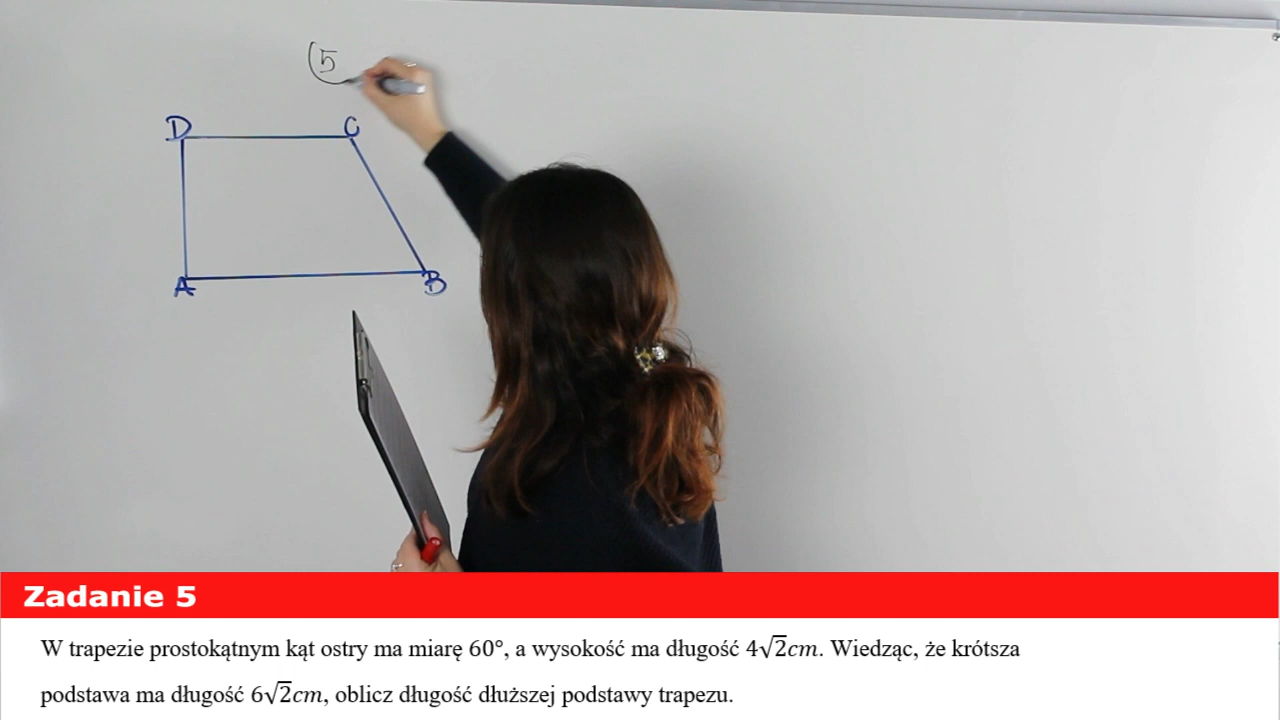 5
D C
A B
Zadanie 5
W trapezie prostokątnym kąt ostry ma miarę 60°, a wysokość ma długość 4√2cm. Wiedząc, że krótsza
podstawa ma długość 6√2cm, oblicz długość dłuższej podstawy trapezu.